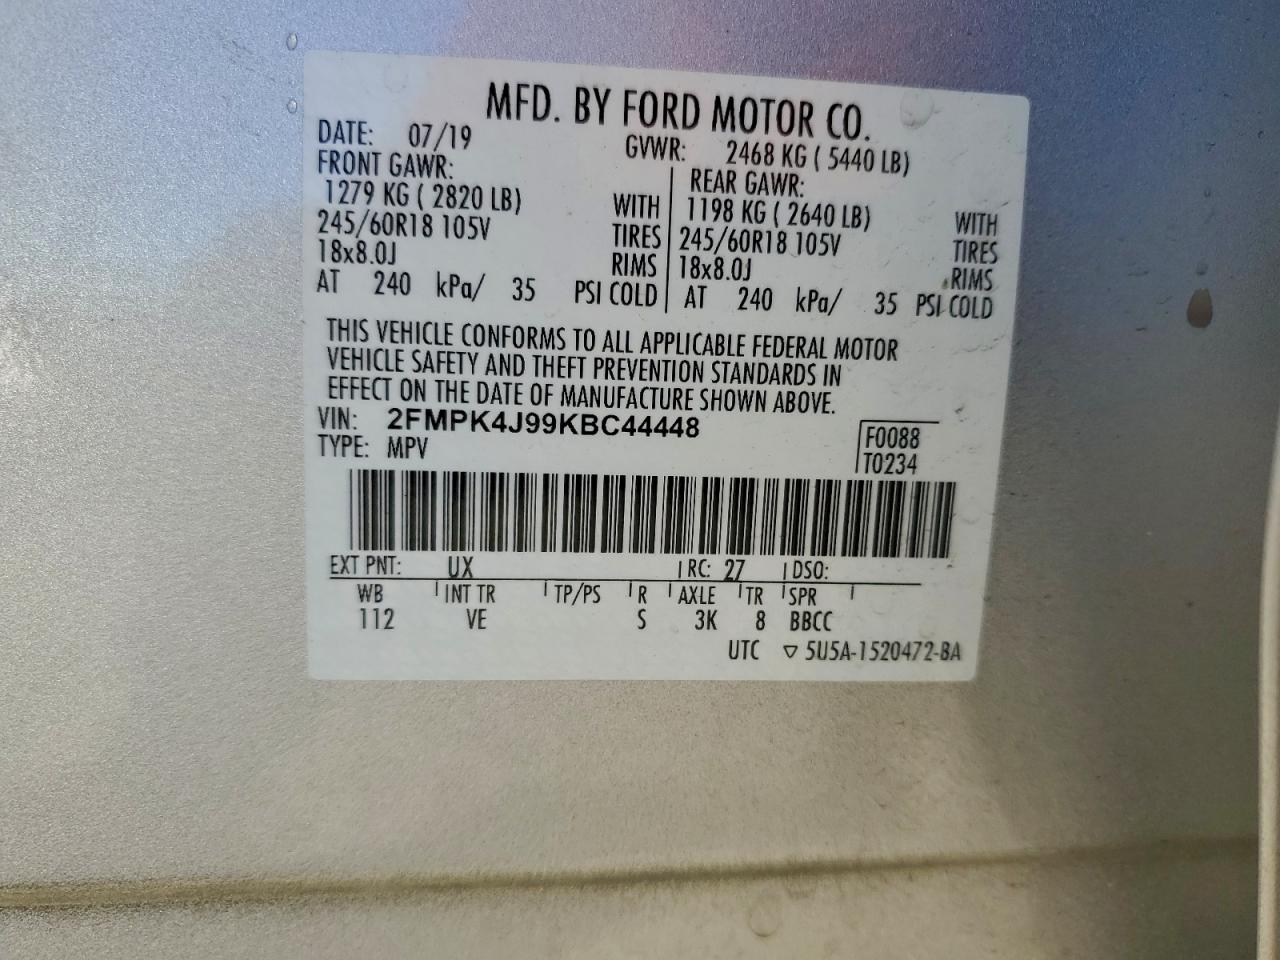 MFD. BY FORD MOTOR CO.
DATE: 07/19 GVWR: 2468 KG ( 5440 LB)
FRONT GAWR: REAR GAWR:
1279 KG ( 2820 LB) WITH 1198 KG ( 2640 LB) WITH
245/60R18 105V TIRES 245/60R18 105V TIRES
18x8.0J RIMS 18x8.0J RIMS
AT 240 kPa/ 35 PSI COLD AT 240 kPa/ 35 PSI COLD
THIS VEHICLE CONFORMS TO ALL APPLICABLE FEDERAL MOTOR
VEHICLE SAFETY AND THEFT PREVENTION STANDARDS IN
EFFECT ON THE DATE OF MANUFACTURE SHOWN ABOVE.
VIN: 2FMPK4J99KBC44448
TYPE: MPV
F0088
T0234
EXT PNT: UX RC: 27 DSO:
WB INT TR TP/PS R AXLE TR SPR
112 VE S 3K 8 BBCC
UTC ▽ 5U5A-1520472-BA